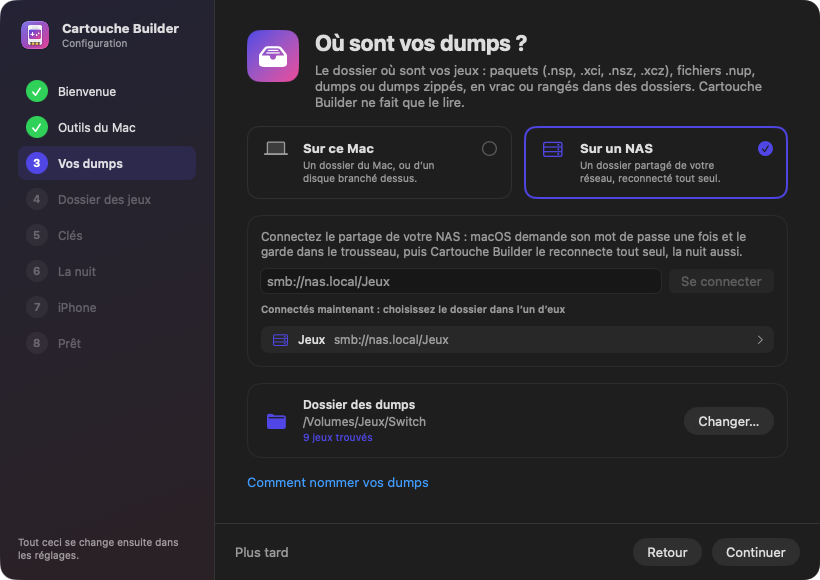 Cartouche Builder
Configuration
Bienvenue
Outils du Mac
3 Vos dumps
4 Dossier des jeux
5 Clés
6 La nuit
7 iPhone
8 Prêt
Tout ceci se change ensuite dans
les réglages.
Où sont vos dumps ?
Le dossier où sont vos jeux : paquets (.nsp, .xci, .nsz, .xcz), fichiers .nup,
dumps ou dumps zippés, en vrac ou rangés dans des dossiers. Cartouche
Builder ne fait que le lire.
Sur ce Mac
Un dossier du Mac, ou d’un
disque branché dessus.
Sur un NAS
Un dossier partagé de votre
réseau, reconnecté tout seul.
Connectez le partage de votre NAS : macOS demande son mot de passe une fois et le
garde dans le trousseau, puis Cartouche Builder le reconnecte tout seul, la nuit aussi.
smb://nas.local/Jeux
Se connecter
Connectés maintenant : choisissez le dossier dans l’un d’eux
Jeux smb://nas.local/Jeux
Dossier des dumps
/Volumes/Jeux/Switch
9 jeux trouvés
Changer...
Comment nommer vos dumps
Plus tard
Retour
Continuer